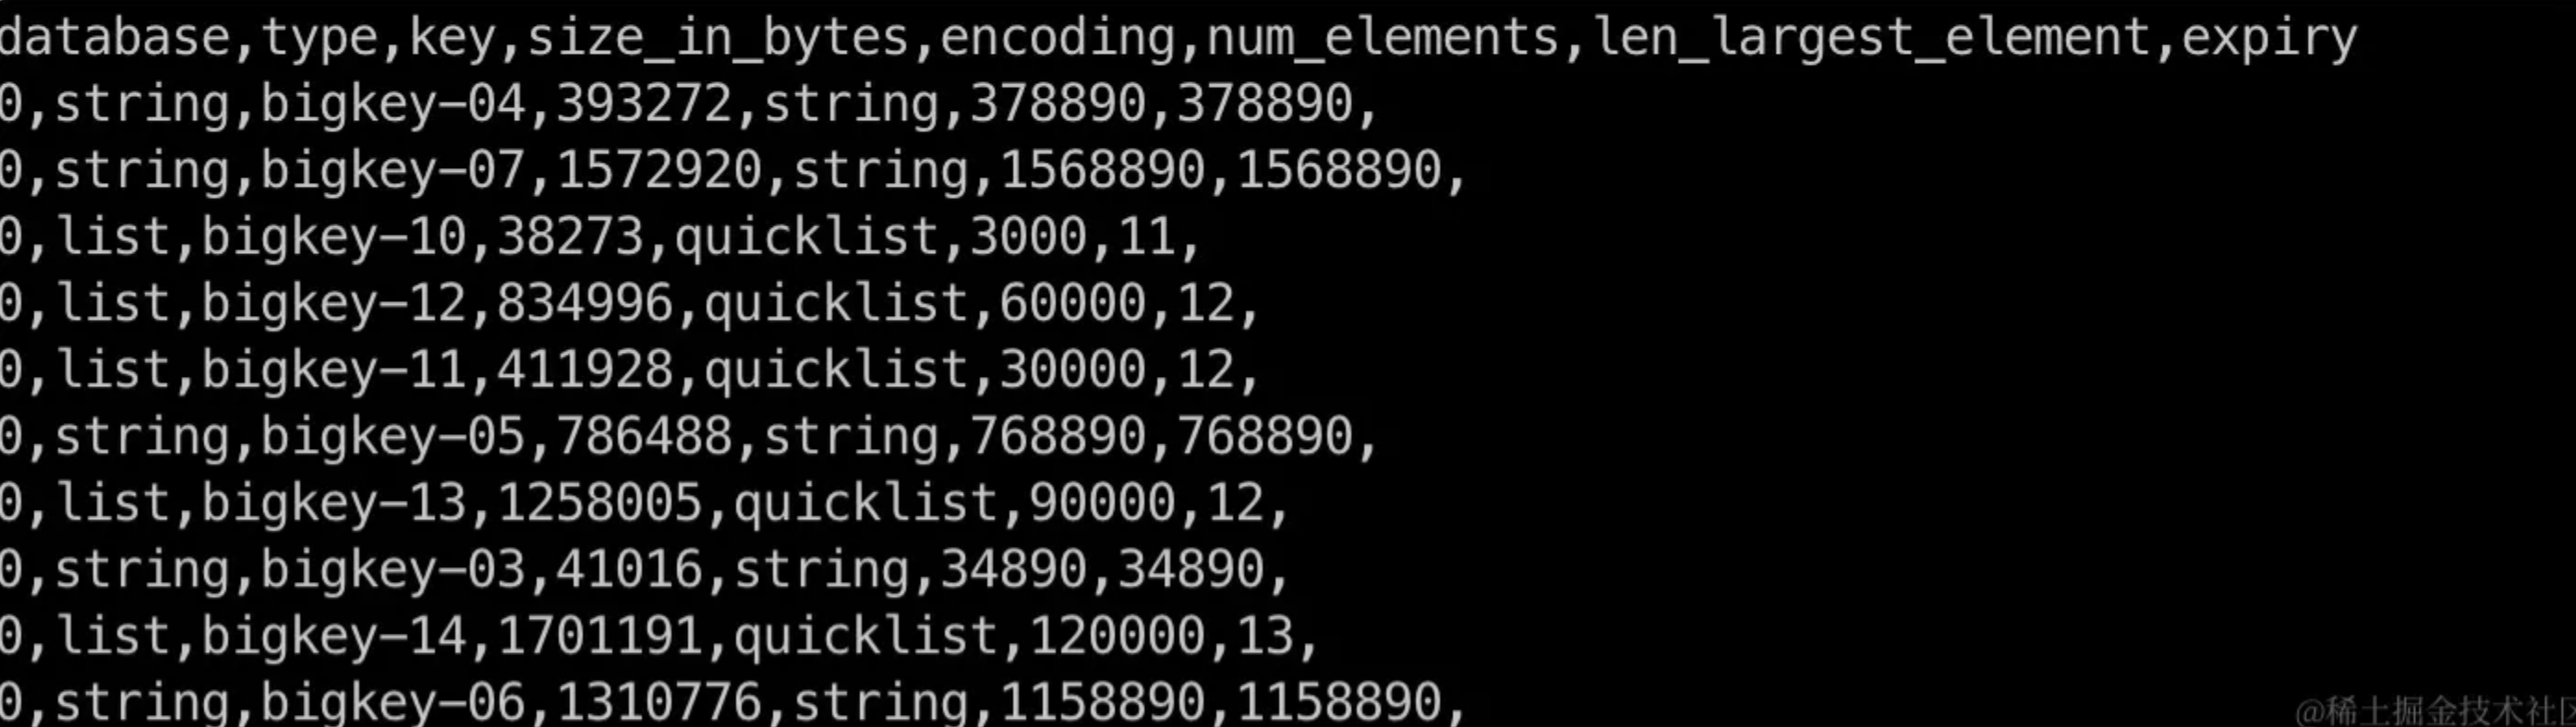 database,type,key,size_in_bytes,encoding,num_elements,len_largest_element,expiry
0,string,bigkey-04,393272,string,378890,378890,
0,string,bigkey-07,1572920,string,1568890,1568890,
0,list,bigkey-10,38273,quicklist,3000,11,
0,list,bigkey-12,834996,quicklist,60000,12,
0,list,bigkey-11,411928,quicklist,30000,12,
0,string,bigkey-05,786488,string,768890,768890,
0,list,bigkey-13,1258005,quicklist,90000,12,
0,string,bigkey-03,41016,string,34890,34890,
0,list,bigkey-14,1701191,quicklist,120000,13,
0,string,bigkey-06,1310776,string,1158890,1158890,
@稀土掘金技术社区